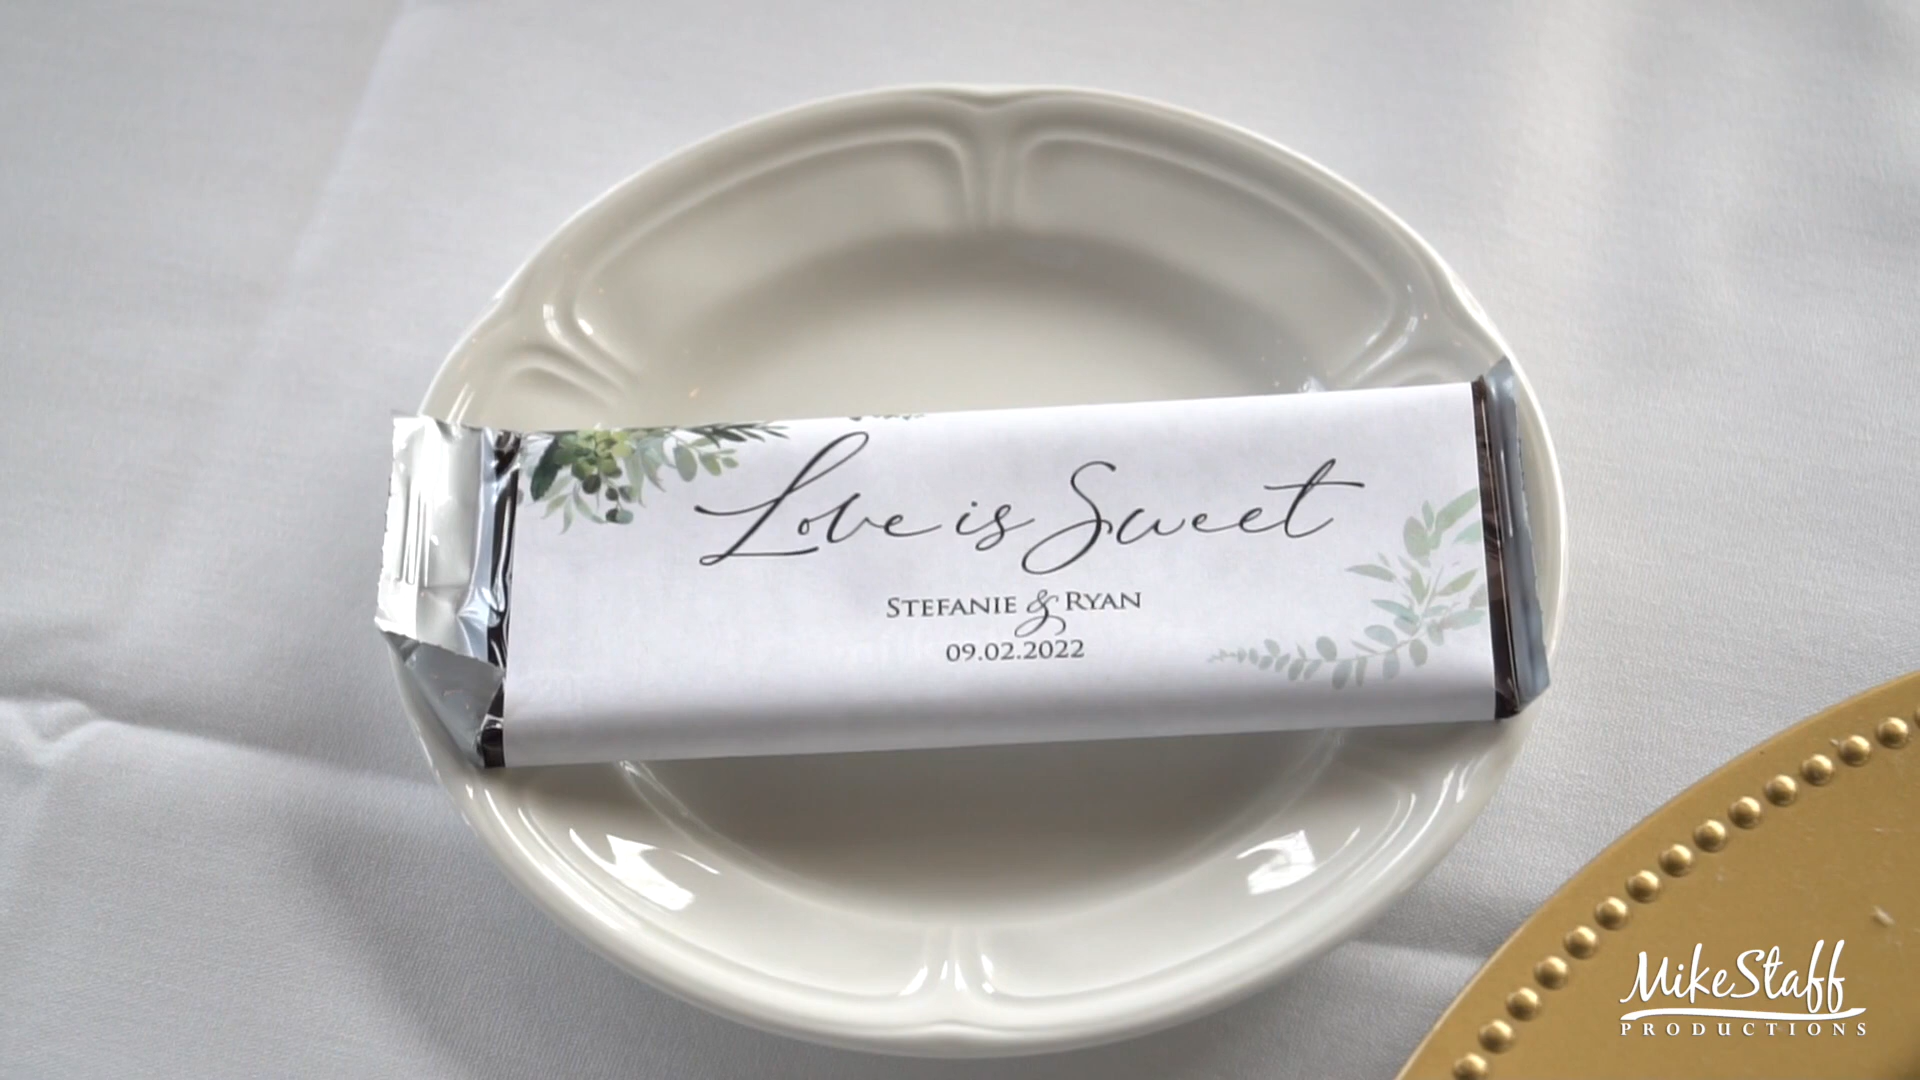 Love is Sweet
STEFANIE & RYAN
09.02.2022
MikeStaff
PRODUCTIONS